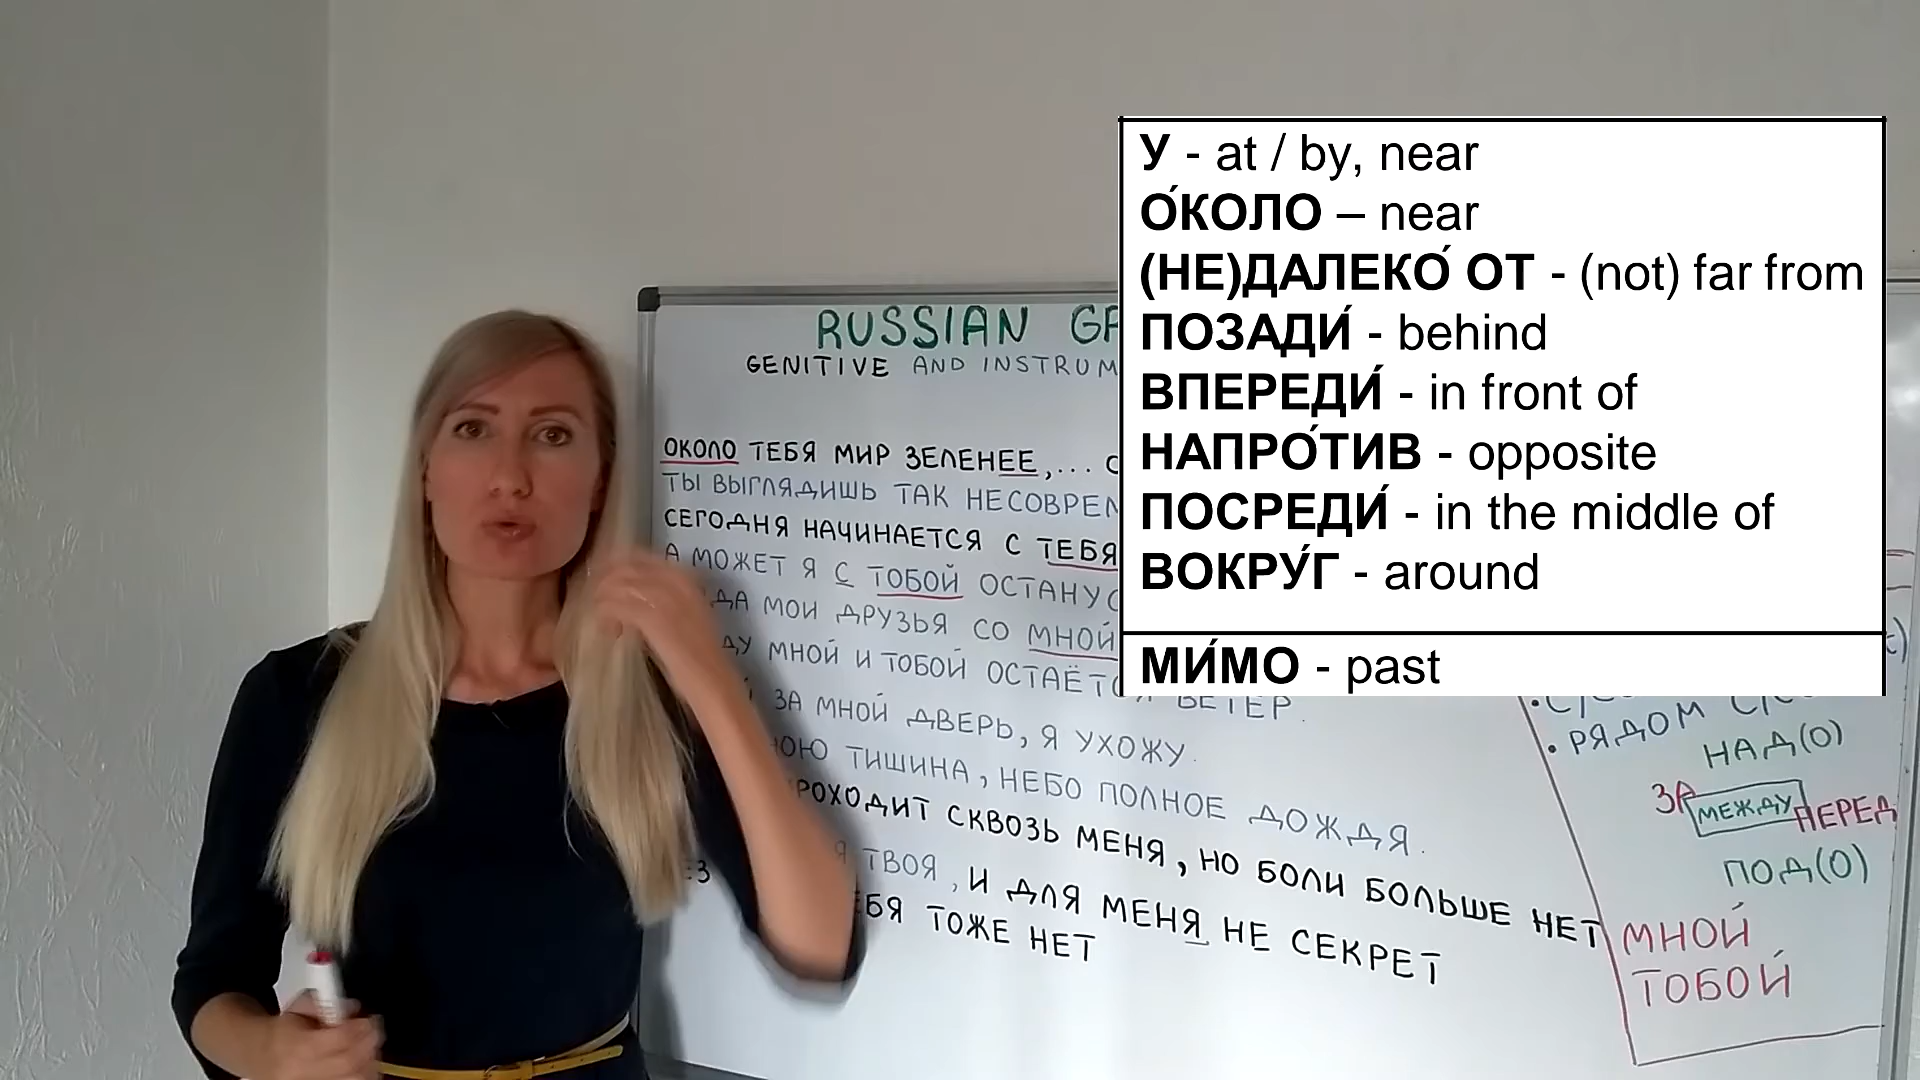 У - at / by, near
О́КОЛО – near
(НЕ)ДАЛЕКО́ ОТ - (not) far from
ПОЗАДИ́ - behind
ВПЕРЕДИ́ - in front of
НАПРО́ТИВ - opposite
ПОСРЕДИ́ - in the middle of
ВОКРУ́Г - around
МИ́МО - past
RUSSIAN
GENITIVE AND
ОКОЛО ТЕБЯ МИР ЗЕЛЕНЕЕ,...
ТЫ ВЫГЛЯДИШЬ ТАК
СЕГОДНЯ НАЧИНАЕТСЯ С ТЕБЯ
А МОЖЕТ Я С ТОБОЙ
МОИ ДРУЗЬЯ СО МНОЙ
МНОЙ И ТОБОЙ ОСТАЁТСЯ ВЕТЕР.
ЗА МНОЙ ДВЕРЬ, Я УХОЖУ.
ТИШИНА, НЕБО ПОЛНОЕ ДОЖДЯ.
СКВОЗЬ МЕНЯ, НО БОЛИ БОЛЬШЕ НЕТ
ТВОЯ, И ДЛЯ МЕНЯ НЕ СЕКРЕТ
ТОЖЕ НЕТ
• РЯДОМ С/СО
НАД(О)
ЗА МЕЖДУ ПЕРЕД
ПОД(О)
МНОЙ
ТОБОЙ